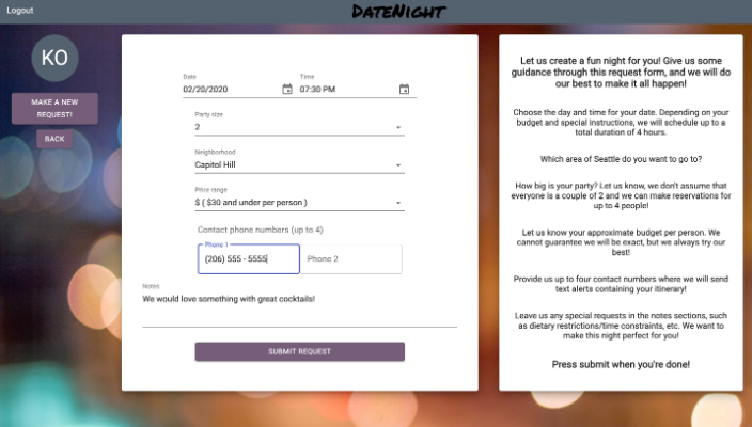 Logout
DateNight
KO
MAKE A NEW
REQUEST!
BACK
Date
02/20/2020
Time
07:30 PM
Party size
2
Neighborhood
Capitol Hill
Price range
$ ( $30 and under per person )
Contact phone numbers (up to 4)
Phone 1
(206) 555 - 5555
Phone 2
Notes
We would love something with great cocktails!
SUBMIT REQUEST
Let us create a fun night for you! Give us some
guidance through this request form, and we will do
our best to make it all happen!
Choose the day and time for your date. Depending on your
budget and special instructions, we will schedule up to a
total duration of 4 hours.
Which area of Seattle do you want to go to?
How big is your party? Let us know, we don't assume that
everyone is a couple of 2 and we can make reservations for
up to 4 people!
Let us know your approximate budget per person. We
cannot guarantee we will be exact, but we always try our
best!
Provide us up to four contact numbers where we will send
text alerts containing your itinerary!
Leave us any special requests in the notes sections, such
as dietary restrictions/time constraints, etc. We want to
make this night perfect for you!
Press submit when you're done!